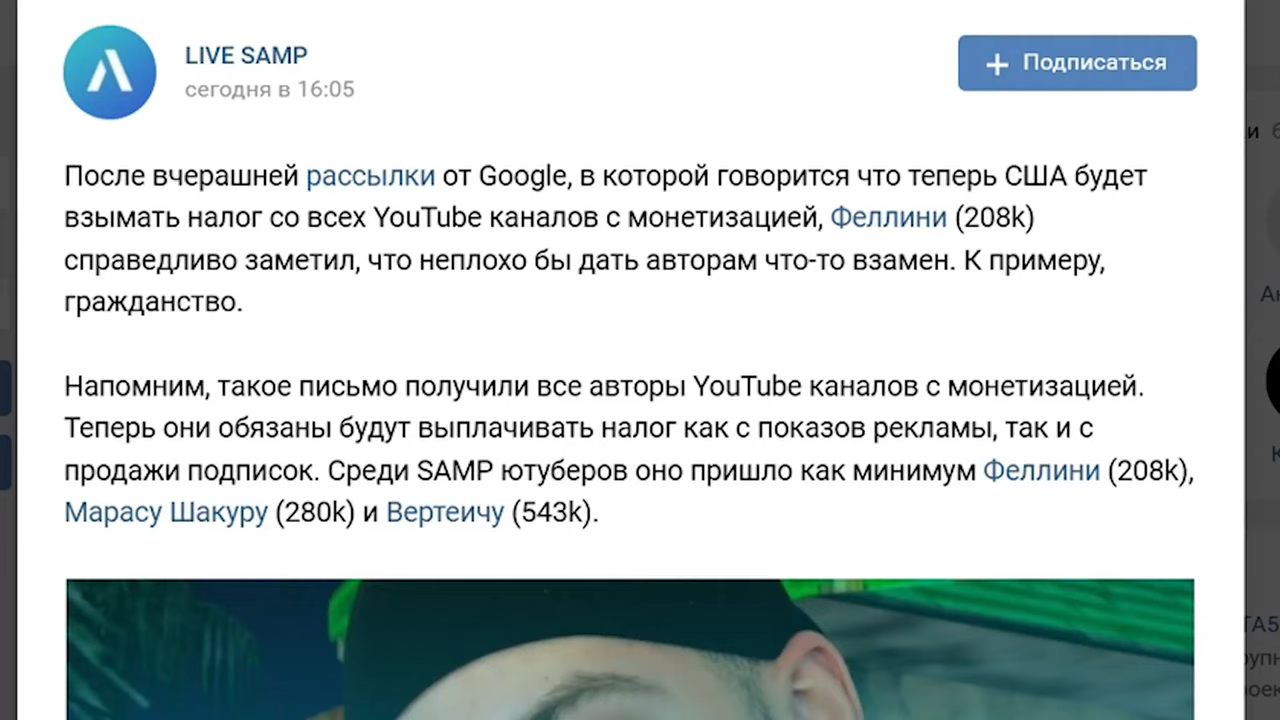 LIVE SAMP
сегодня в 16:05
Подписаться
После вчерашней рассылки от Google, в которой говорится что теперь США будет
взымать налог со всех YouTube каналов с монетизацией, Феллини (208k)
справедливо заметил, что неплохо бы дать авторам что-то взамен. К примеру,
гражданство.
Напомним, такое письмо получили все авторы YouTube каналов с монетизацией.
Теперь они обязаны будут выплачивать налог как с показов рекламы, так и с
продажи подписок. Среди SAMP ютуберов оно пришло как минимум Феллини (208k),
Марасу Шакуру (280k) и Вертеичу (543k).